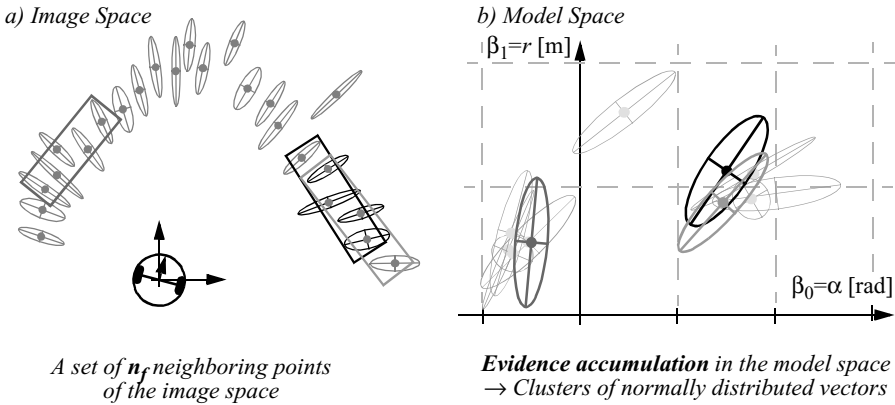 a) Image Space
b) Model Space
β₁=r [m]
β₀=α [rad]
A set of n_f neighboring points
of the image space
Evidence accumulation in the model space
→ Clusters of normally distributed vectors